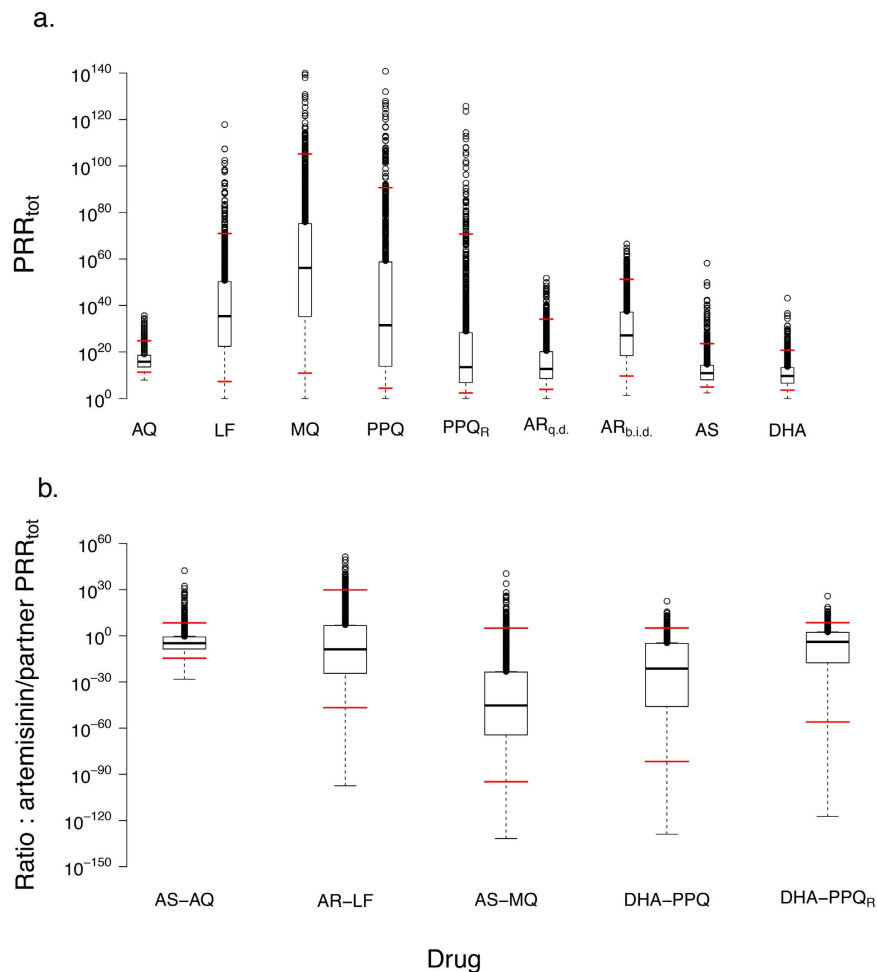 a.
PRR_tot
10^140
10^120
10^100
10^80
10^60
10^40
10^20
10^0
AQ LF MQ PPQ PPQ_R AR_q.d. AR_b.i.d. AS DHA
b.
Ratio : artemisinin/partner PRR_tot
10^60
10^30
10^0
10^−30
10^−60
10^−90
10^−120
10^−150
AS−AQ AR−LF AS−MQ DHA−PPQ DHA−PPQ_R
Drug